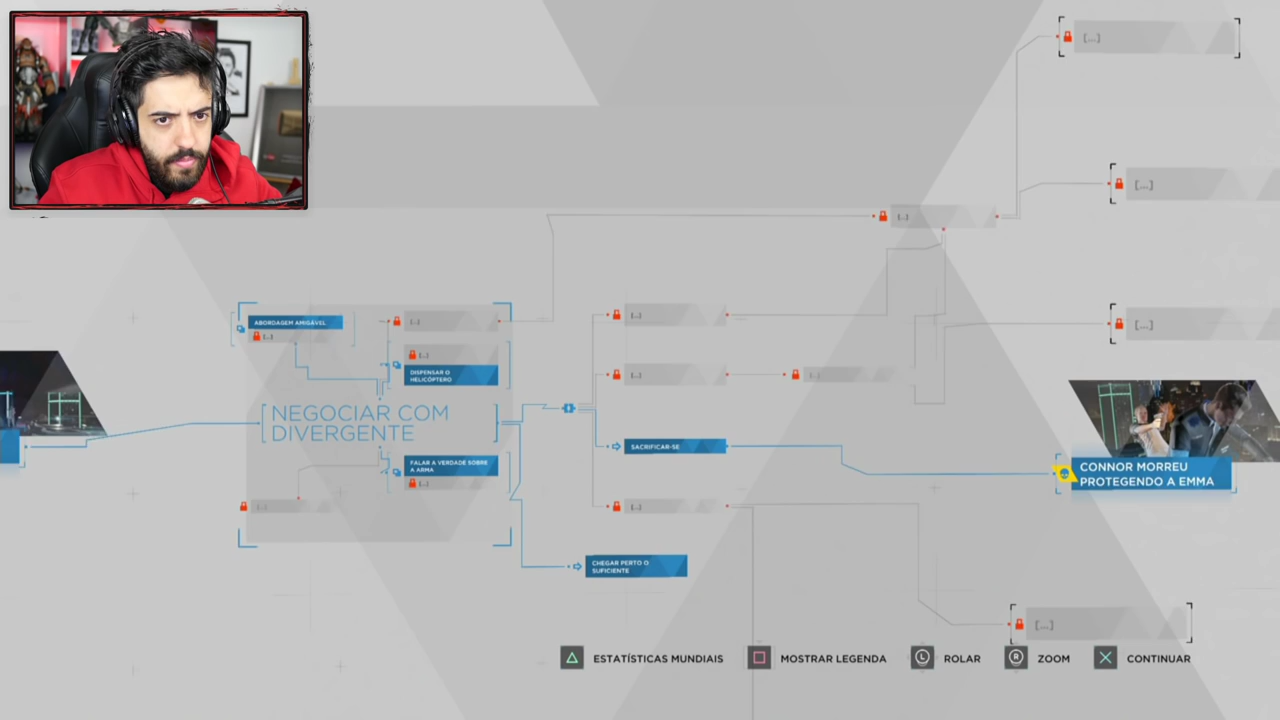 [...]
[...]
[...]
[...]
ABORDAGEM AMIGÁVEL
[...]
[...]
[...]
DISPENSAR O
HELICÓPTERO
[...]
[...]
[...]
[...]
NEGOCIAR COM
DIVERGENTE
SACRIFICAR-SE
FALAR A VERDADE SOBRE
A ARMA
[...]
CONNOR MORREU
PROTEGENDO A EMMA
[...]
[...]
CHEGAR PERTO O
SUFICIENTE
[...]
ESTATÍSTICAS MUNDIAIS
MOSTRAR LEGENDA
L
ROLAR
R
ZOOM
CONTINUAR